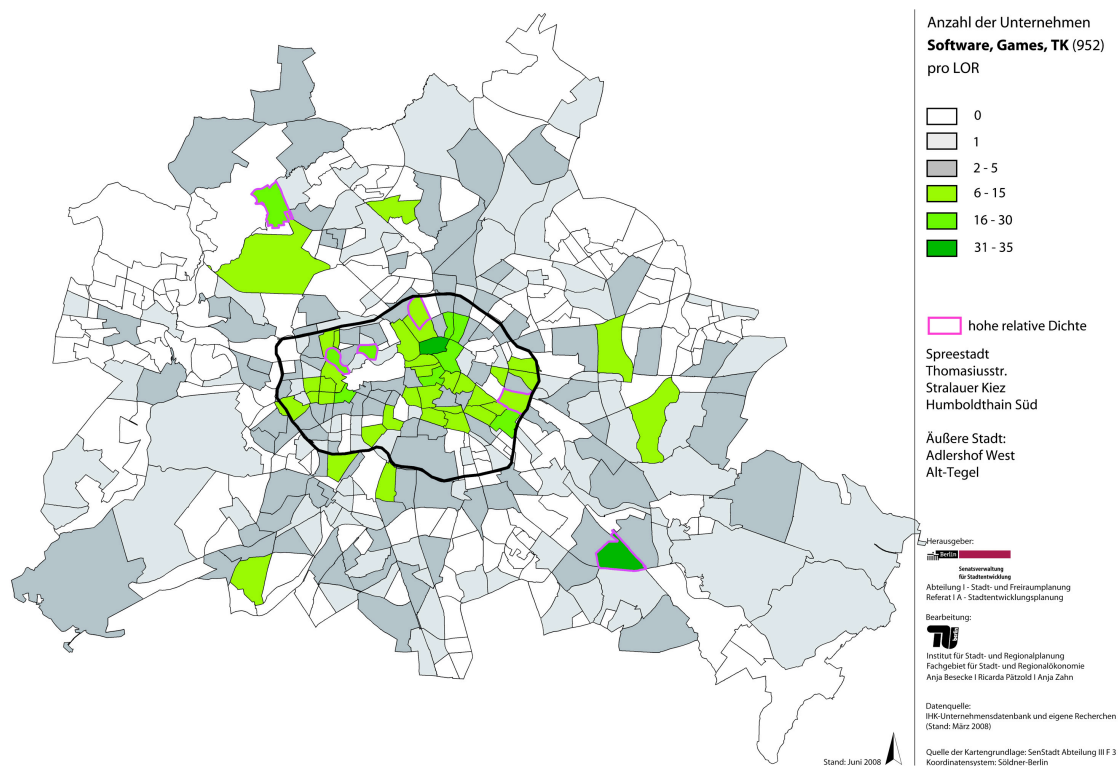 Anzahl der Unternehmen
Software, Games, TK (952)
pro LOR
0
1
2 - 5
6 - 15
16 - 30
31 - 35
hohe relative Dichte
Spreestadt
Thomasiusstr.
Stralauer Kiez
Humboldthain Süd
Äußere Stadt:
Adlershof West
Alt-Tegel
Herausgeber:
Berlin
Senatsverwaltung
für Stadtentwicklung
Abteilung I - Stadt- und Freiraumplanung
Referat I A - Stadtentwicklungsplanung
Bearbeitung:
berlin
Institut für Stadt- und Regionalplanung
Fachgebiet für Stadt- und Regionalökonomie
Anja Besecke I Ricarda Pätzold I Anja Zahn
Datenquelle:
IHK-Unternehmensdatenbank und eigene Recherchen
(Stand: März 2008)
Quelle der Kartengrundlage: SenStadt Abteilung III F 3
Koordinatensystem: Söldner-Berlin
Stand: Juni 2008